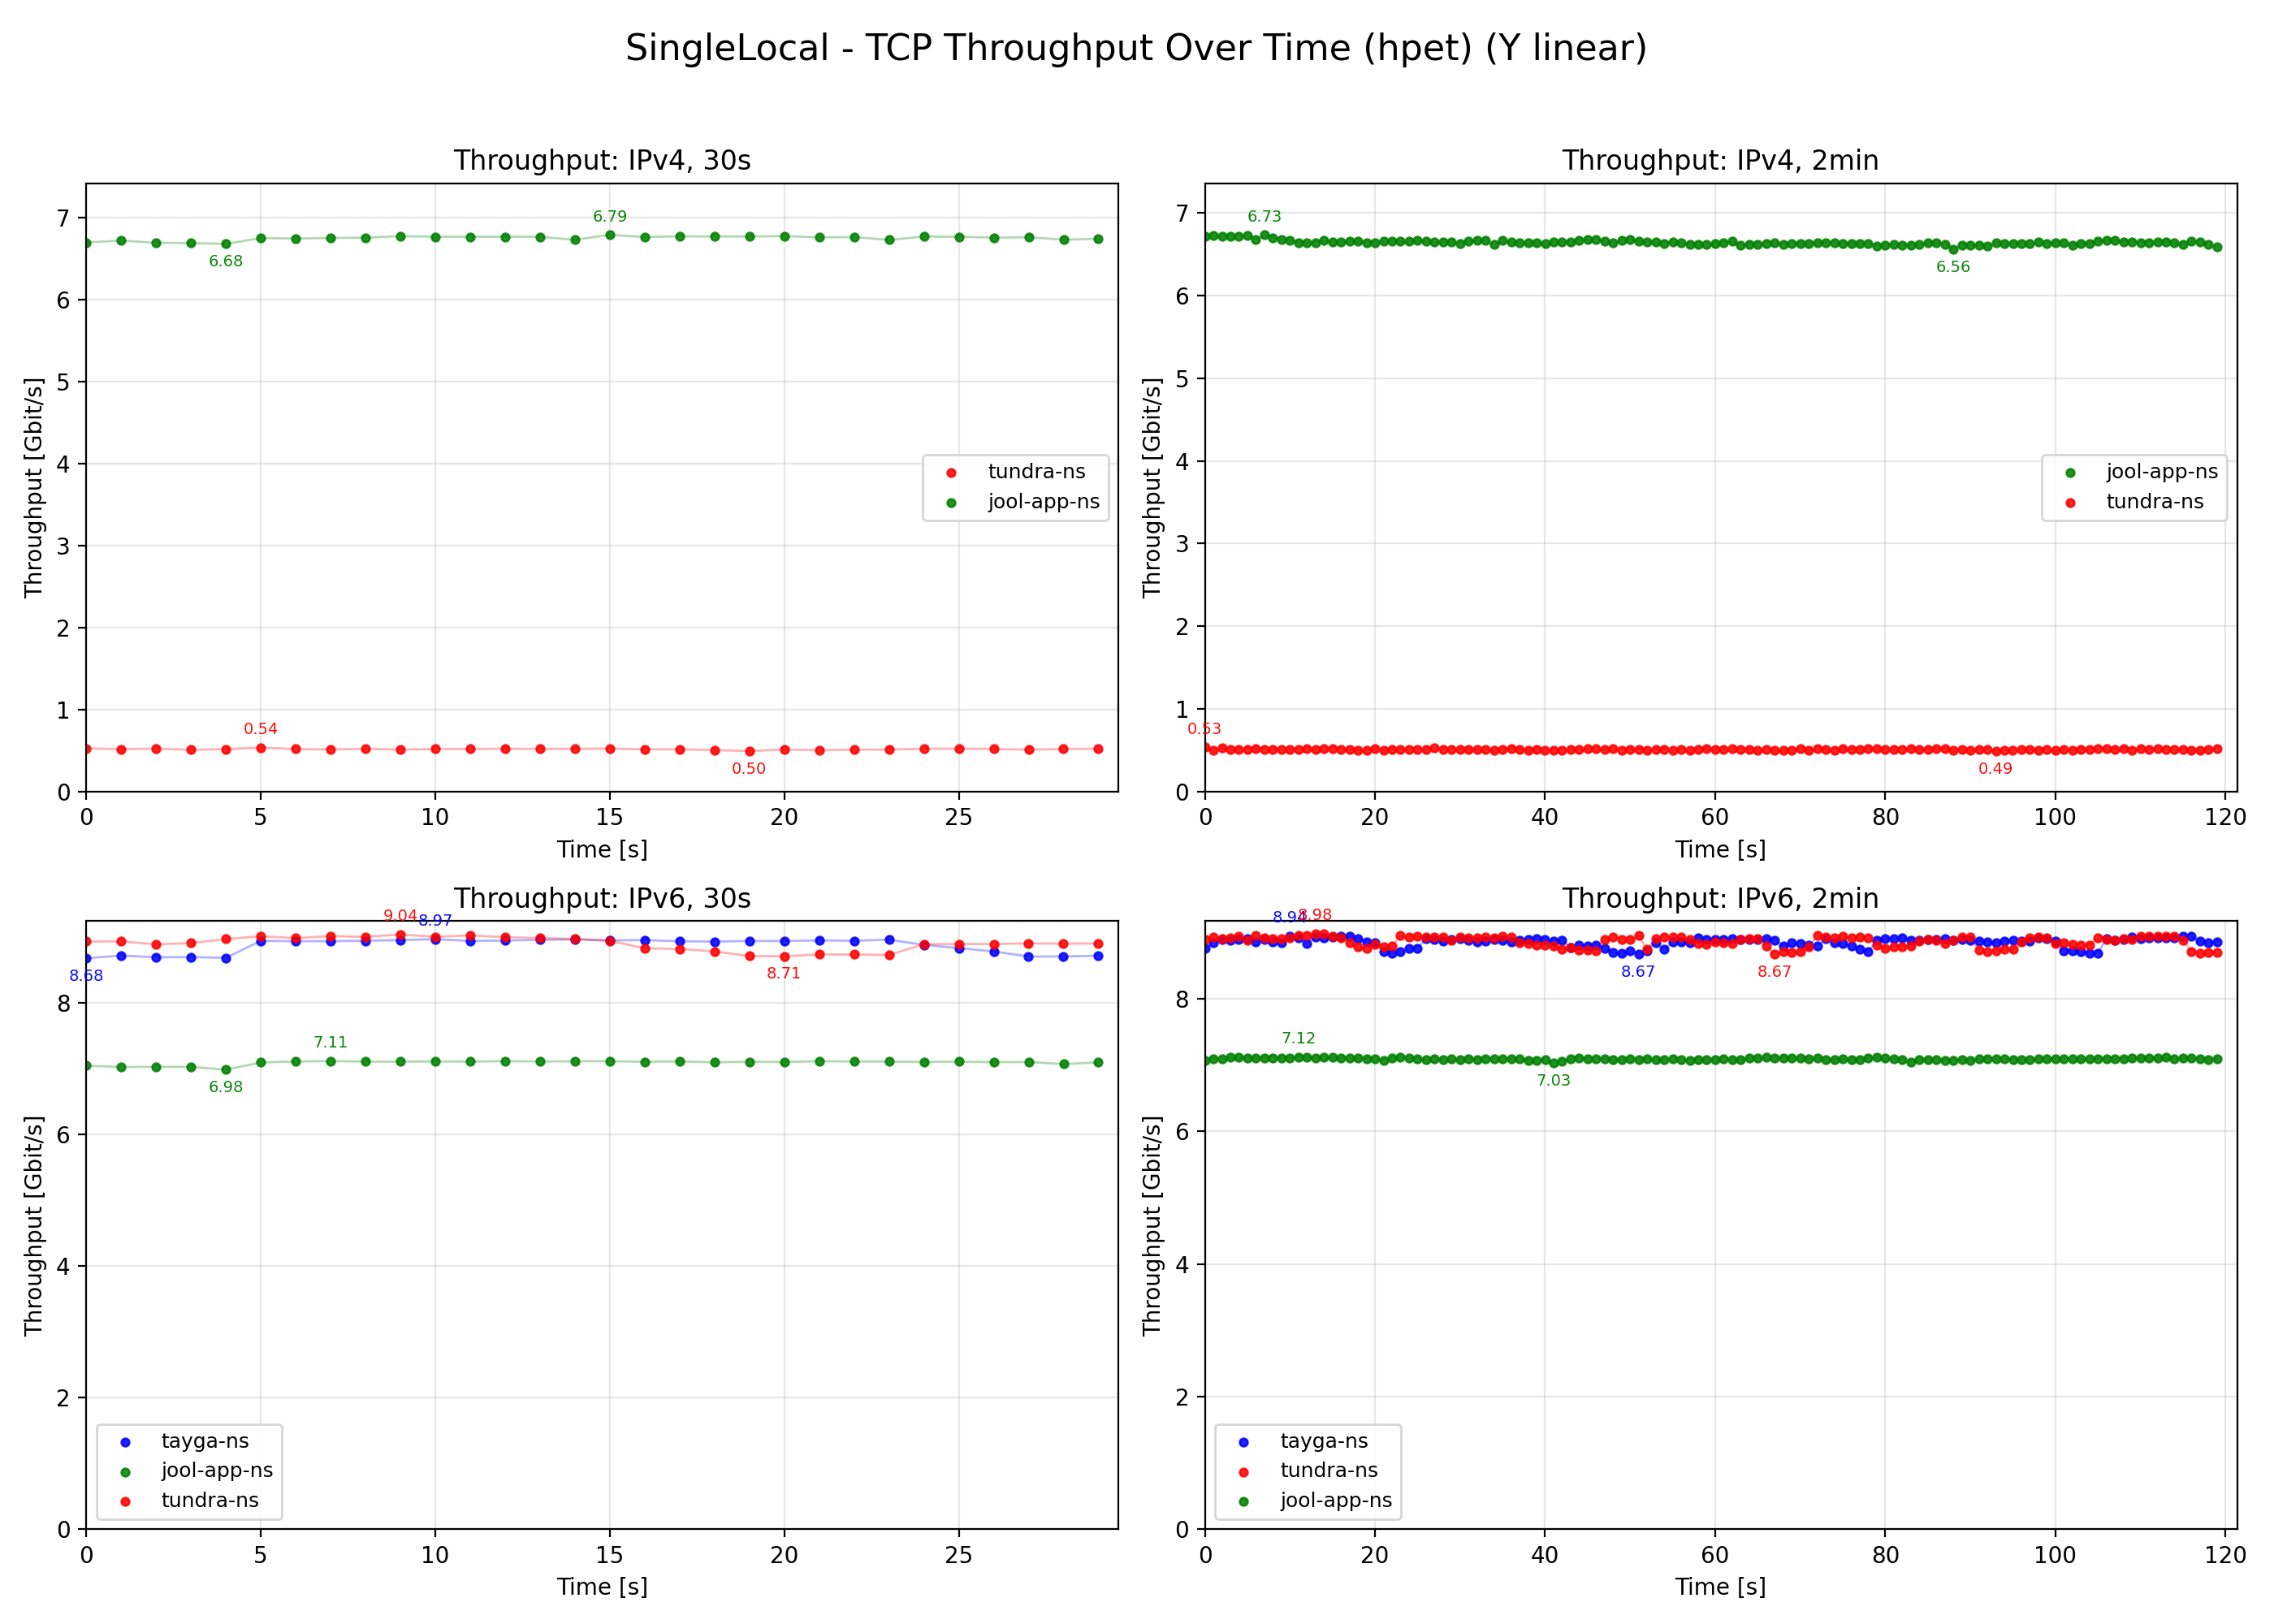 SingleLocal - TCP Throughput Over Time (hpet) (Y linear)
Throughput: IPv4, 30s
Throughput [Gbit/s]
7
6
5
4
3
2
1
0
6.79
6.68
0.54
0.50
tundra-ns
jool-app-ns
0 5 10 15 20 25
Time [s]
Throughput: IPv4, 2min
Throughput [Gbit/s]
7
6
5
4
3
2
1
0
6.73
6.56
0.53
0.49
jool-app-ns
tundra-ns
0 20 40 60 80 100 120
Time [s]
Throughput: IPv6, 30s
Throughput [Gbit/s]
8
6
4
2
0
9.04
8.97
8.68
8.71
7.11
6.98
tayga-ns
jool-app-ns
tundra-ns
0 5 10 15 20 25
Time [s]
Throughput: IPv6, 2min
Throughput [Gbit/s]
8
6
4
2
0
8.94
8.98
8.67
8.67
7.12
7.03
tayga-ns
tundra-ns
jool-app-ns
0 20 40 60 80 100 120
Time [s]